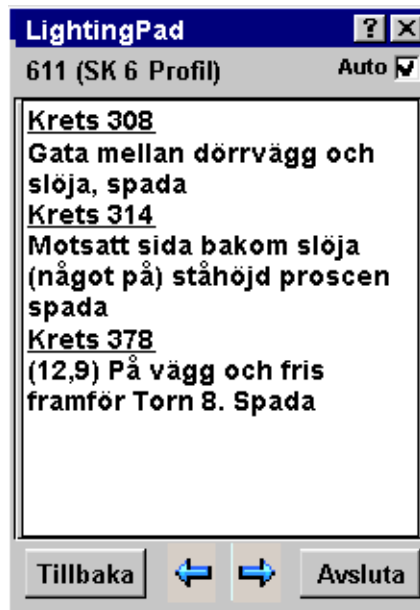 LightingPad
611 (SK 6 Profil) Auto
Krets 308
Gata mellan dörrvägg och
slöja, spada
Krets 314
Motsatt sida bakom slöja
(något på) ståhöjd proscen
spada
Krets 378
(12,9) På vägg och fris
framför Torn 8. Spada
Tillbaka Avsluta